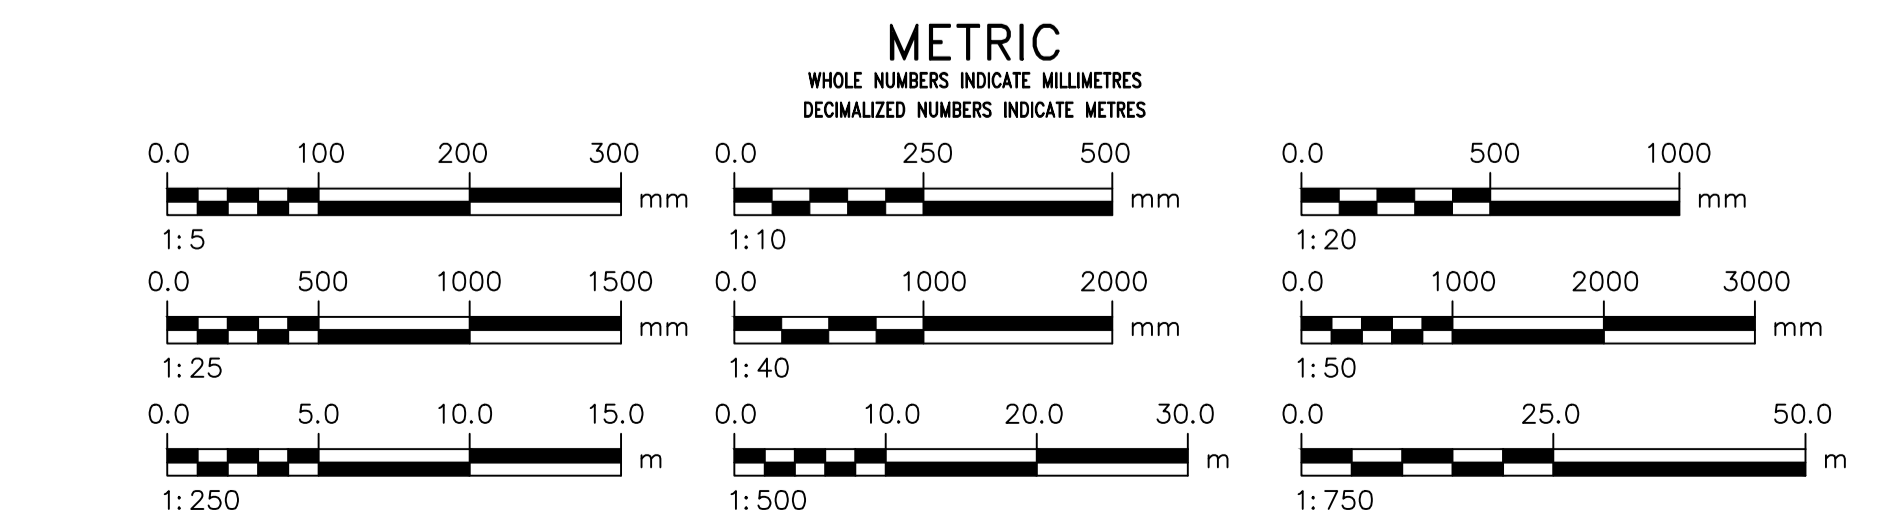 METRIC
WHOLE NUMBERS INDICATE MILLIMETRES
DECIMALIZED NUMBERS INDICATE METRES
0.0 100 200 300
mm
1:5
0.0 250 500
mm
1:10
0.0 500 1000
mm
1:20
0.0 500 1000 1500
mm
1:25
0.0 1000 2000
mm
1:40
0.0 1000 2000 3000
mm
1:50
0.0 5.0 10.0 15.0
m
1:250
0.0 10.0 20.0 30.0
m
1:500
0.0 25.0 50.0
m
1:750